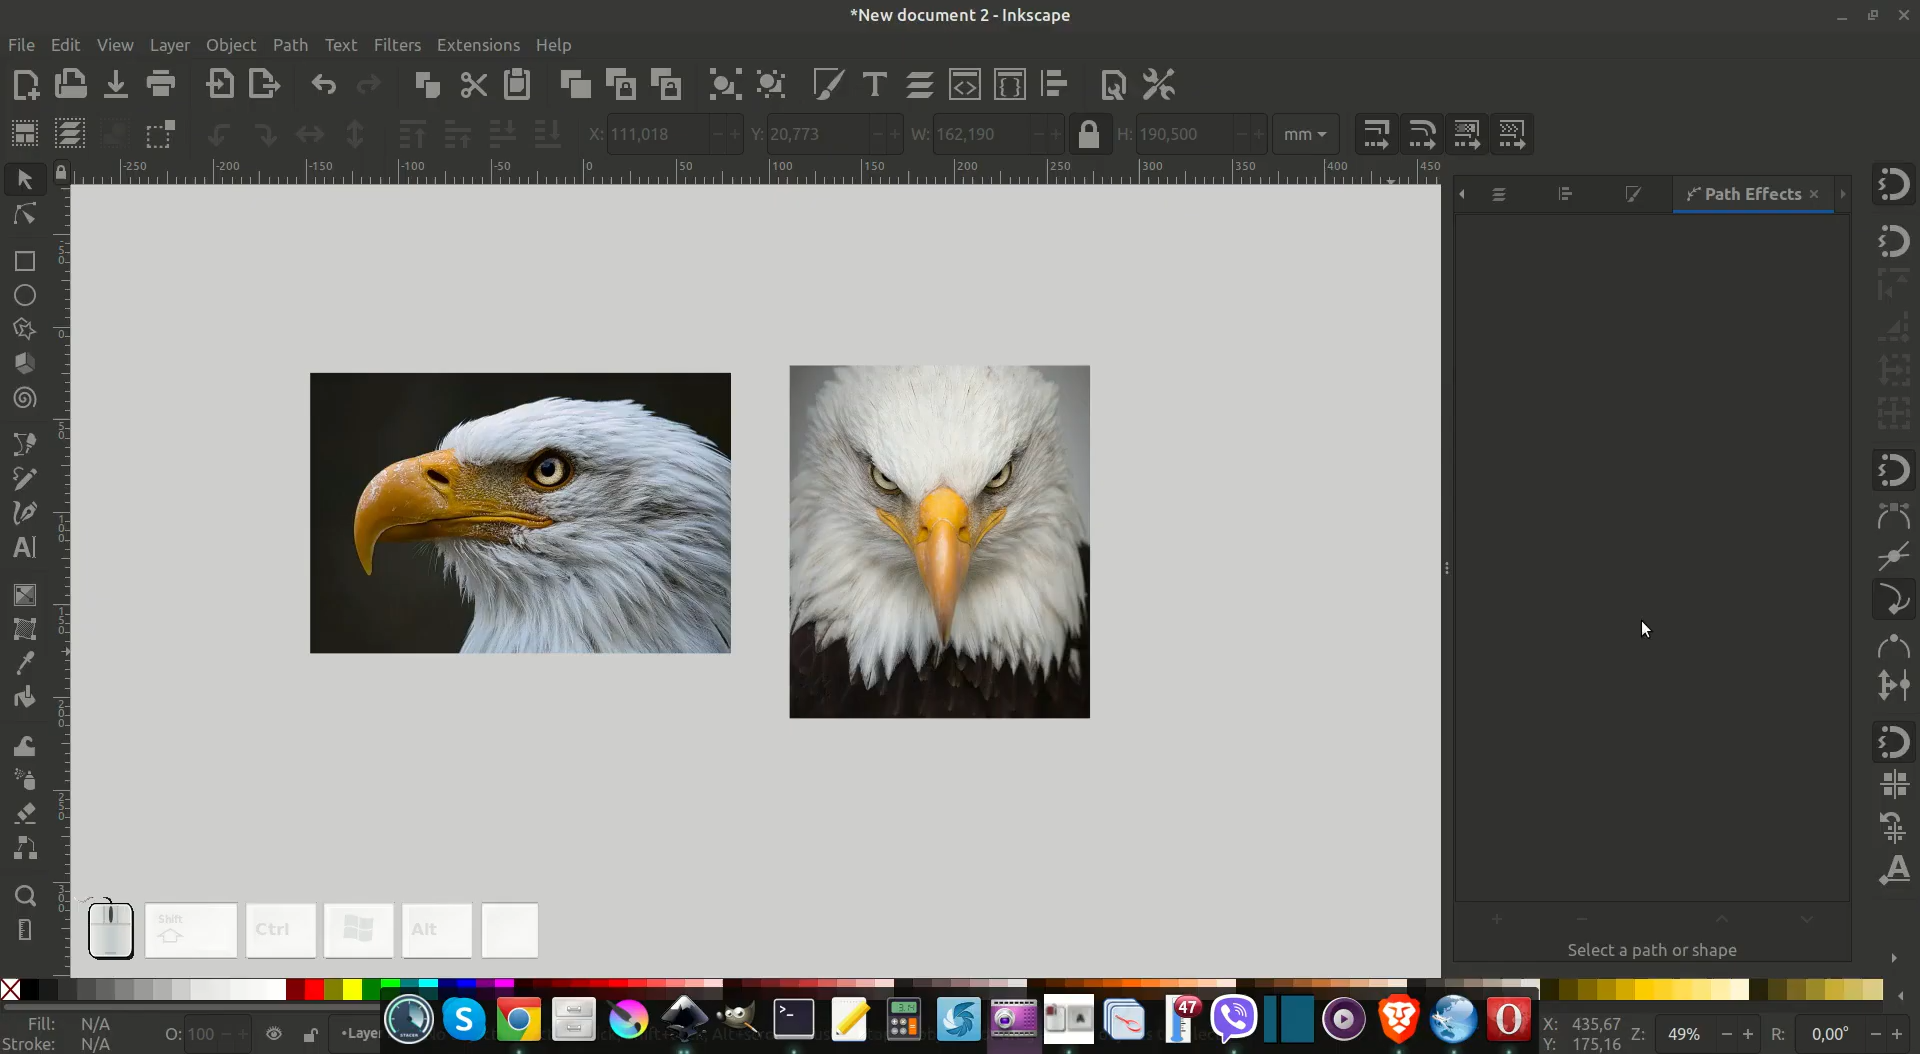 *New document 2 - Inkscape
File Edit View Layer Object Path Text Filters Extensions Help
X: 111,018 Y: 20,773 W: 162,190 H: 190,500 mm
-250 -200 -150 -100 -50 0 50 100 150 200 250 300 350 400 450
Path Effects
Shift
Ctrl
Alt
Select a path or shape
Fill: N/A
Stroke: N/A
O: 100
•Layer
3.14
47
A
X: 435,67
Y: 175,16
Z: 49%
R: 0,00°